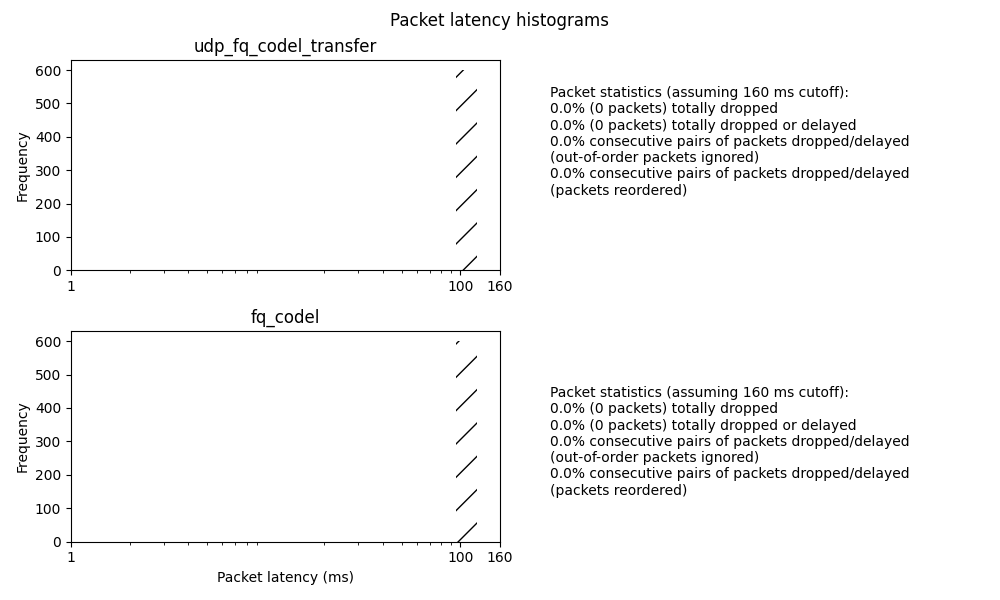 Packet latency histograms
udp_fq_codel_transfer
600
500
400
300
200
100
0
Frequency
1
100
160
Packet statistics (assuming 160 ms cutoff):
0.0% (0 packets) totally dropped
0.0% (0 packets) totally dropped or delayed
0.0% consecutive pairs of packets dropped/delayed
(out-of-order packets ignored)
0.0% consecutive pairs of packets dropped/delayed
(packets reordered)
fq_codel
600
500
400
300
200
100
0
Frequency
1
100
160
Packet latency (ms)
Packet statistics (assuming 160 ms cutoff):
0.0% (0 packets) totally dropped
0.0% (0 packets) totally dropped or delayed
0.0% consecutive pairs of packets dropped/delayed
(out-of-order packets ignored)
0.0% consecutive pairs of packets dropped/delayed
(packets reordered)